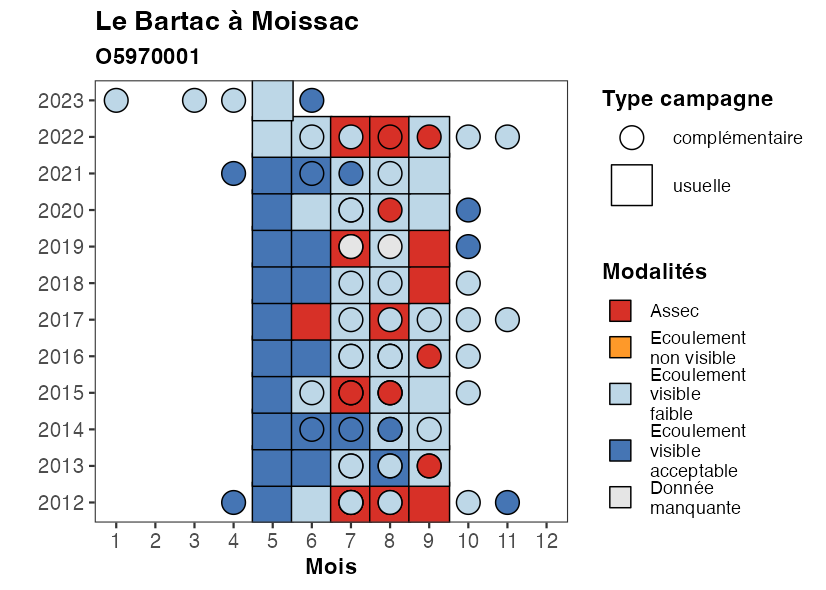 Le Bartac à Moissac
O5970001
2023
2022
2021
2020
2019
2018
2017
2016
2015
2014
2013
2012
1 2 3 4 5 6 7 8 9 10 11 12
Mois
Type campagne
complémentaire
usuelle
Modalités
Assec
Ecoulement
non visible
Ecoulement
visible
faible
Ecoulement
visible
acceptable
Donnée
manquante